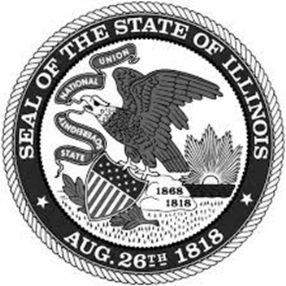 SEAL OF THE STATE OF ILLINOIS
UNION
NATIONAL
SOVEREIGNTY
STATE
1868
1818
AUG. 26TH 1818